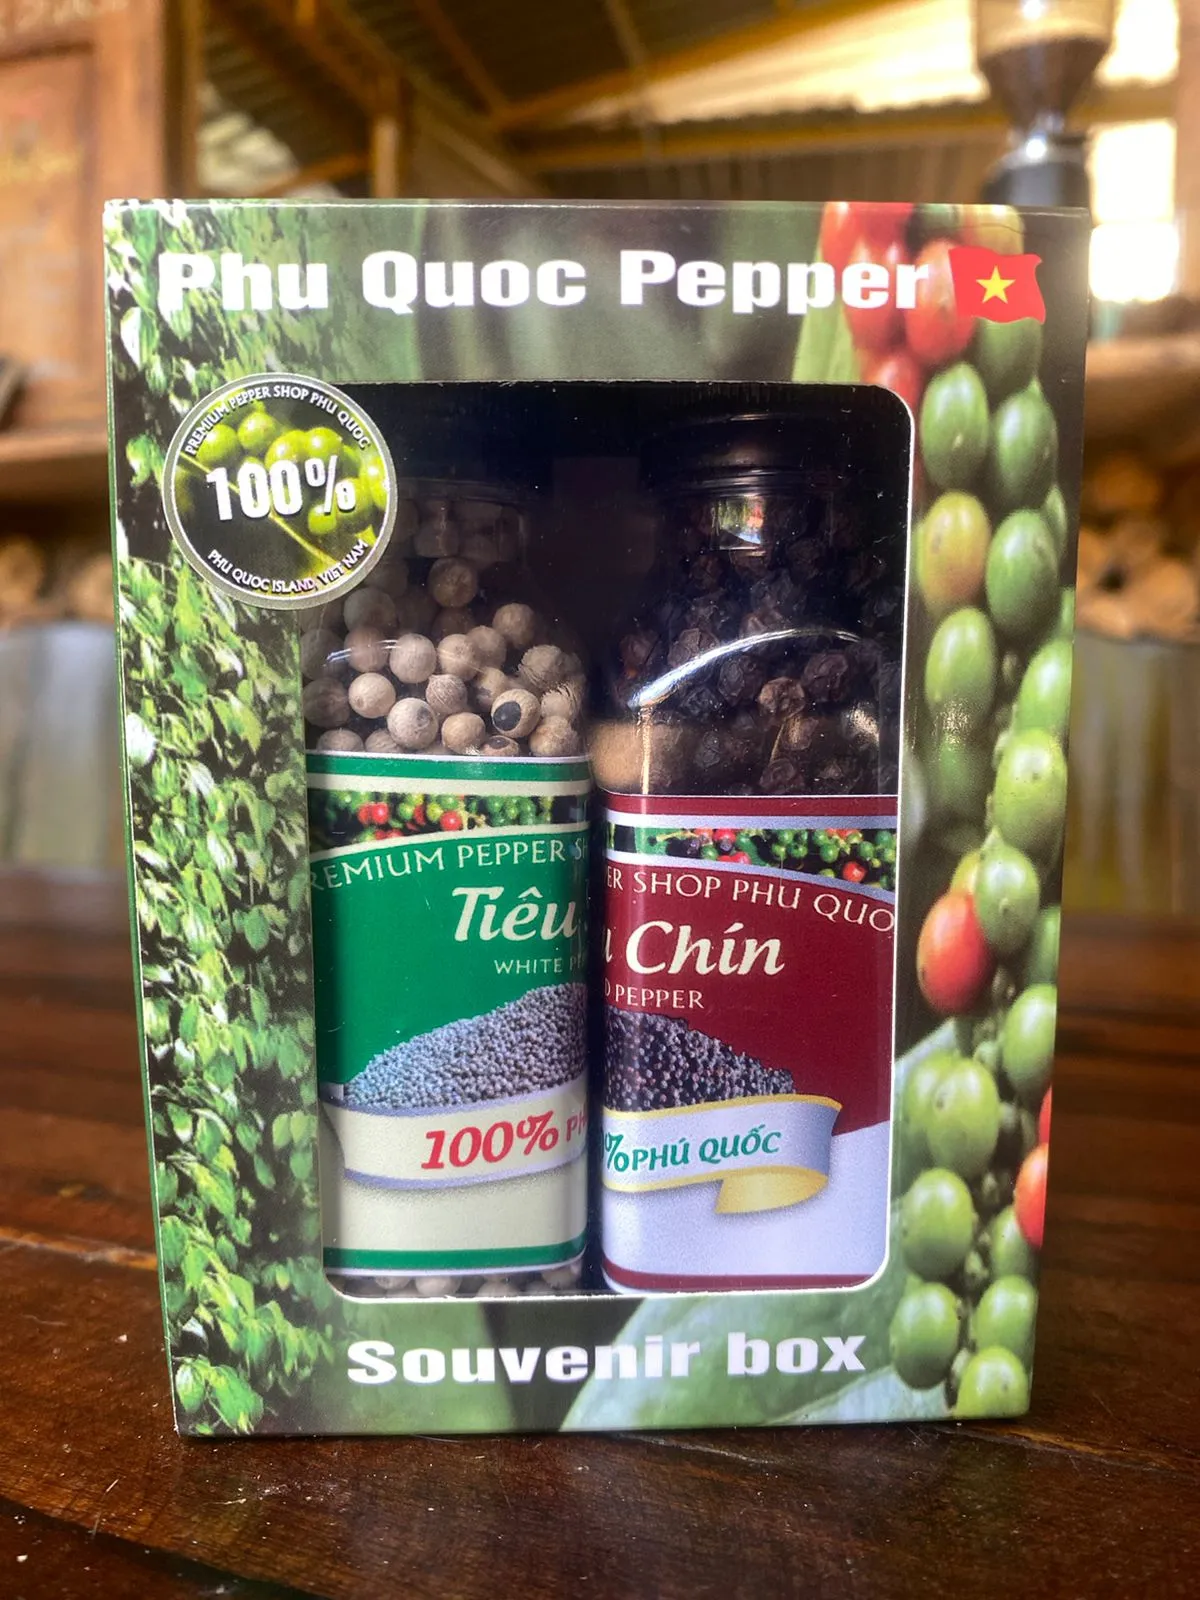 Phu Quoc Pepper
PREMIUM PEPPER SHOP PHU QUOC
100%
PHU QUOC ISLAND, VIET NAM
REMIUM PEPPER
Tiêu
WHITE
100%
SHOP PHU QUO
Chín
PEPPER
% PHÚ QUỐC
Souvenir box